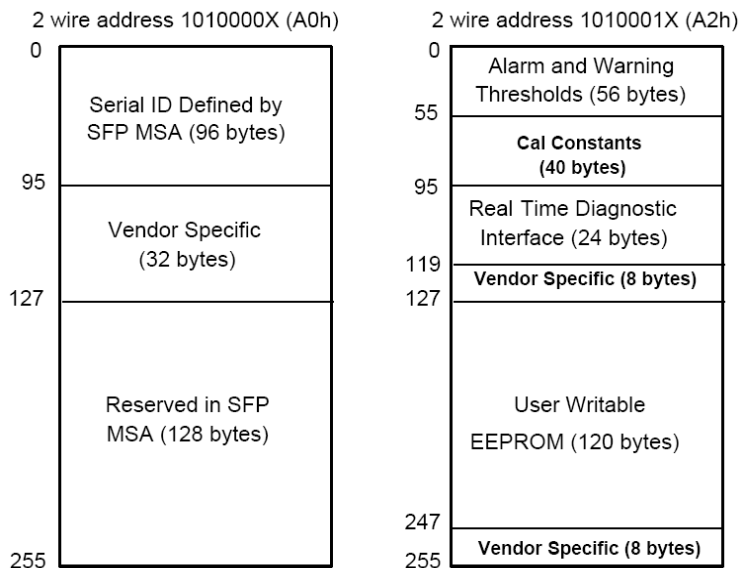 2 wire address 1010000X (A0h)
0
Serial ID Defined by
SFP MSA (96 bytes)
95
Vendor Specific
(32 bytes)
127
Reserved in SFP
MSA (128 bytes)
255
2 wire address 1010001X (A2h)
0
Alarm and Warning
Thresholds (56 bytes)
55
Cal Constants
(40 bytes)
95
Real Time Diagnostic
Interface (24 bytes)
119
Vendor Specific (8 bytes)
127
User Writable
EEPROM (120 bytes)
247
Vendor Specific (8 bytes)
255